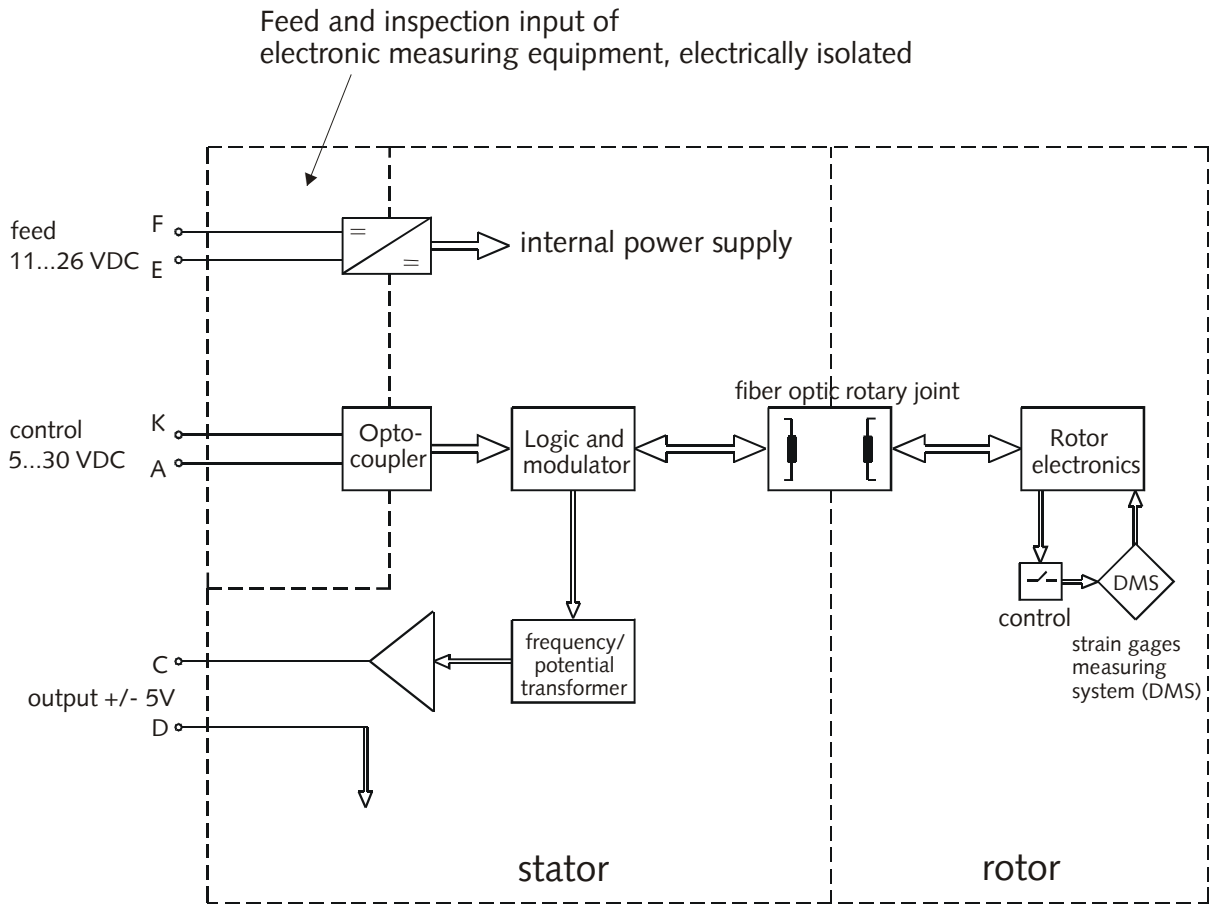 Feed and inspection input of
electronic measuring equipment, electrically isolated
feed
11...26 VDC
F
E
=
=
internal power supply
control
5...30 VDC
K
A
Opto-
coupler
Logic and
modulator
fiber optic rotary joint
Rotor
electronics
control
DMS
strain gages
measuring
system (DMS)
frequency/
potential
transformer
C
output +/- 5V
D
stator
rotor